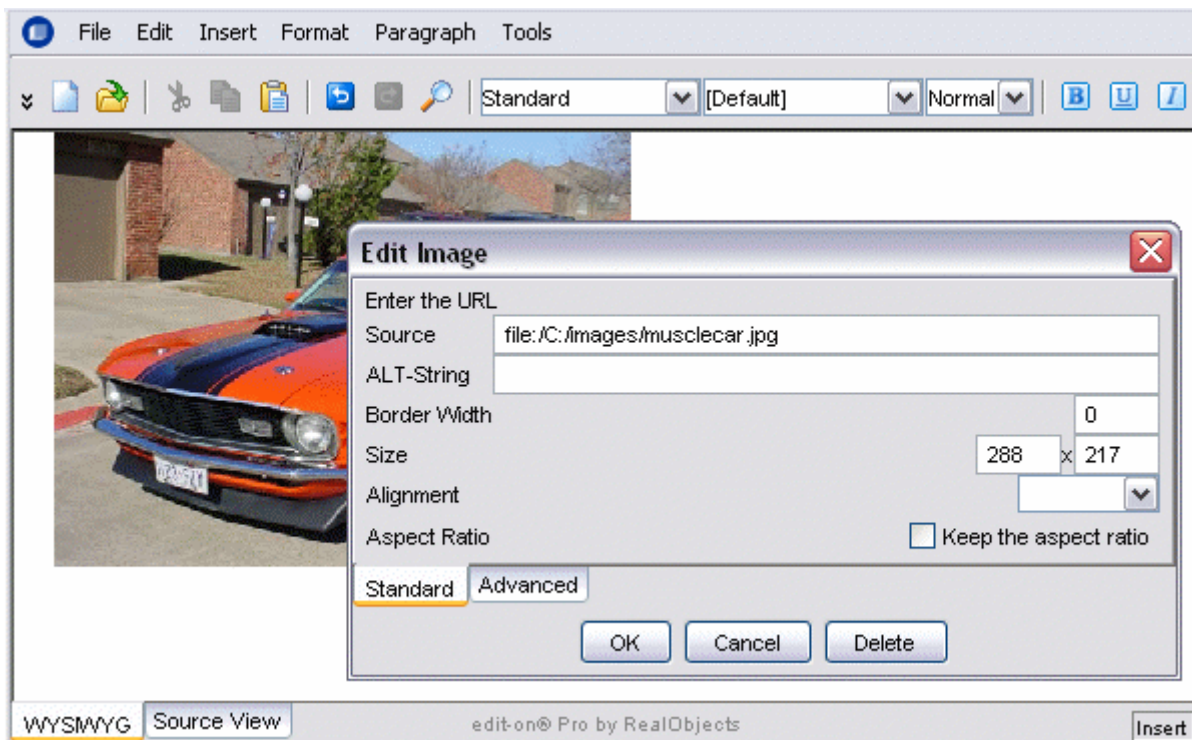 File Edit Insert Format Paragraph Tools
Standard [Default] Normal B U I
Edit Image
Enter the URL
Source file:/C:/images/musclecar.jpg
ALT-String
Border Width 0
Size 288 x 217
Alignment
Aspect Ratio Keep the aspect ratio
Standard Advanced
OK Cancel Delete
WYSIWYG Source View edit-on® Pro by RealObjects Insert